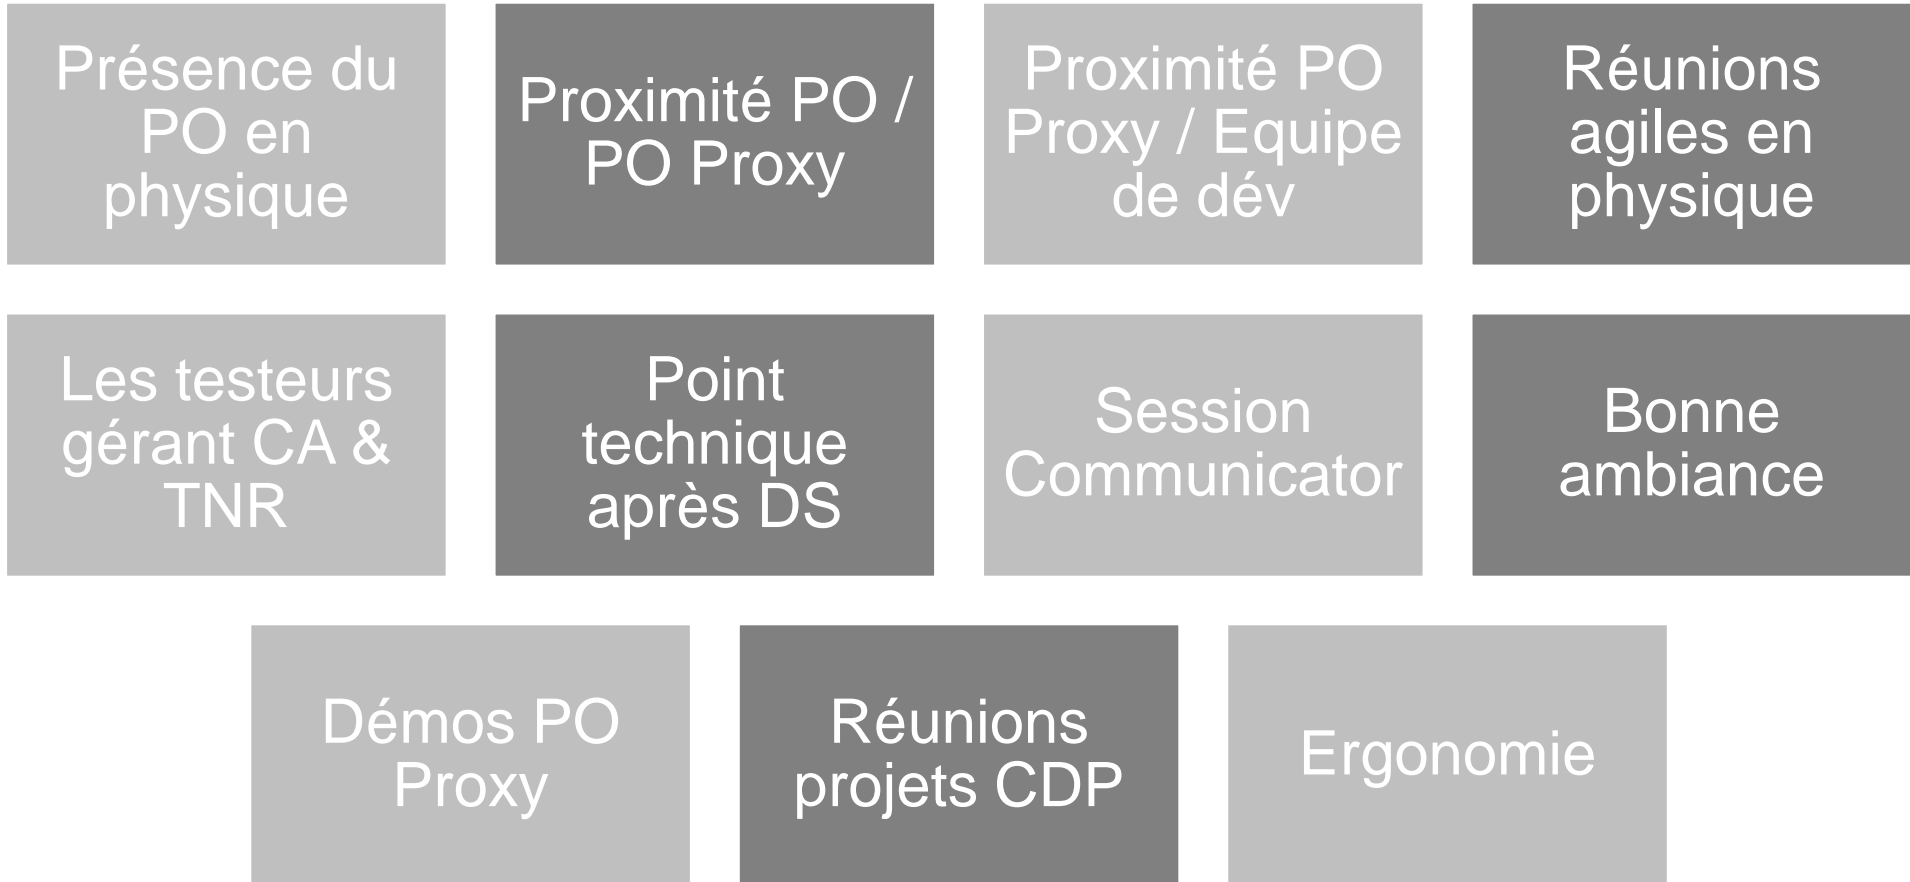 Présence du
PO en
physique
Proximité PO /
PO Proxy
Proximité PO
Proxy / Equipe
de dév
Réunions
agiles en
physique
Les testeurs
gérant CA &
TNR
Point
technique
après DS
Session
Communicator
Bonne
ambiance
Démos PO
Proxy
Réunions
projets CDP
Ergonomie